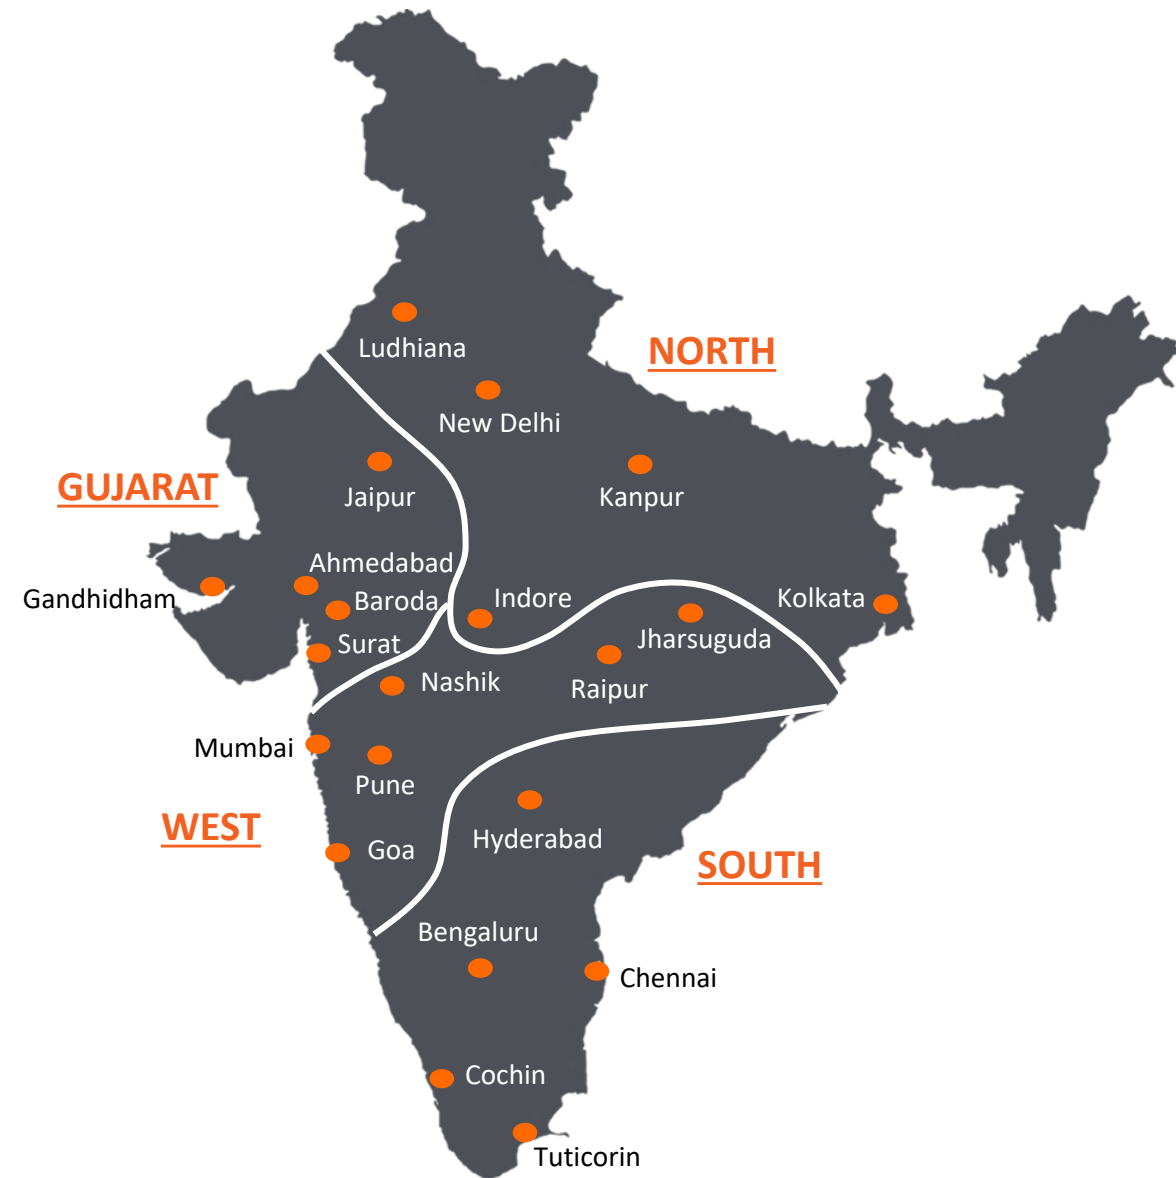 Ludhiana
NORTH
New Delhi
GUJARAT
Jaipur
Kanpur
Ahmedabad
Gandhidham
Baroda
Indore
Kolkata
Surat
Jharsuguda
Nashik
Raipur
Mumbai
Pune
WEST
Goa
Hyderabad
SOUTH
Bengaluru
Chennai
Cochin
Tuticorin